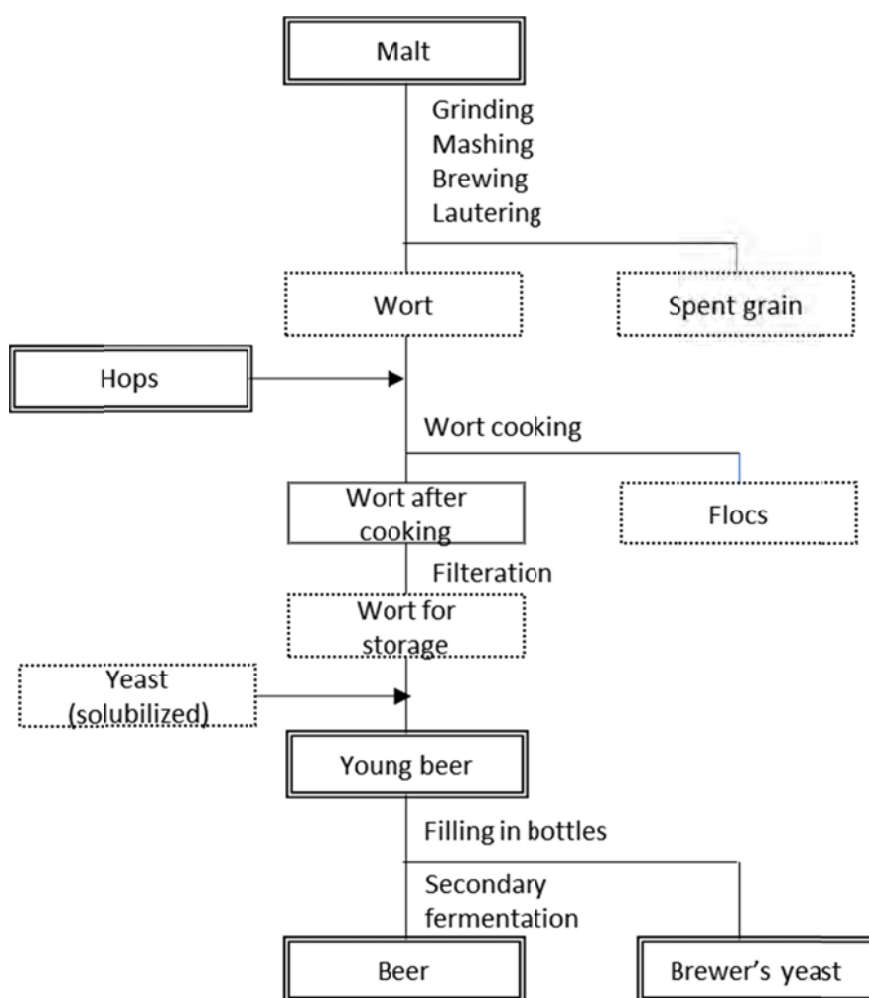 Malt
Grinding
Mashing
Brewing
Lautering
Wort
Spent grain
Hops
Wort cooking
Wort after
cooking
Flocs
Filteration
Wort for
storage
Yeast
(solubilized)
Young beer
Filling in bottles
Secondary
fermentation
Beer
Brewer's yeast